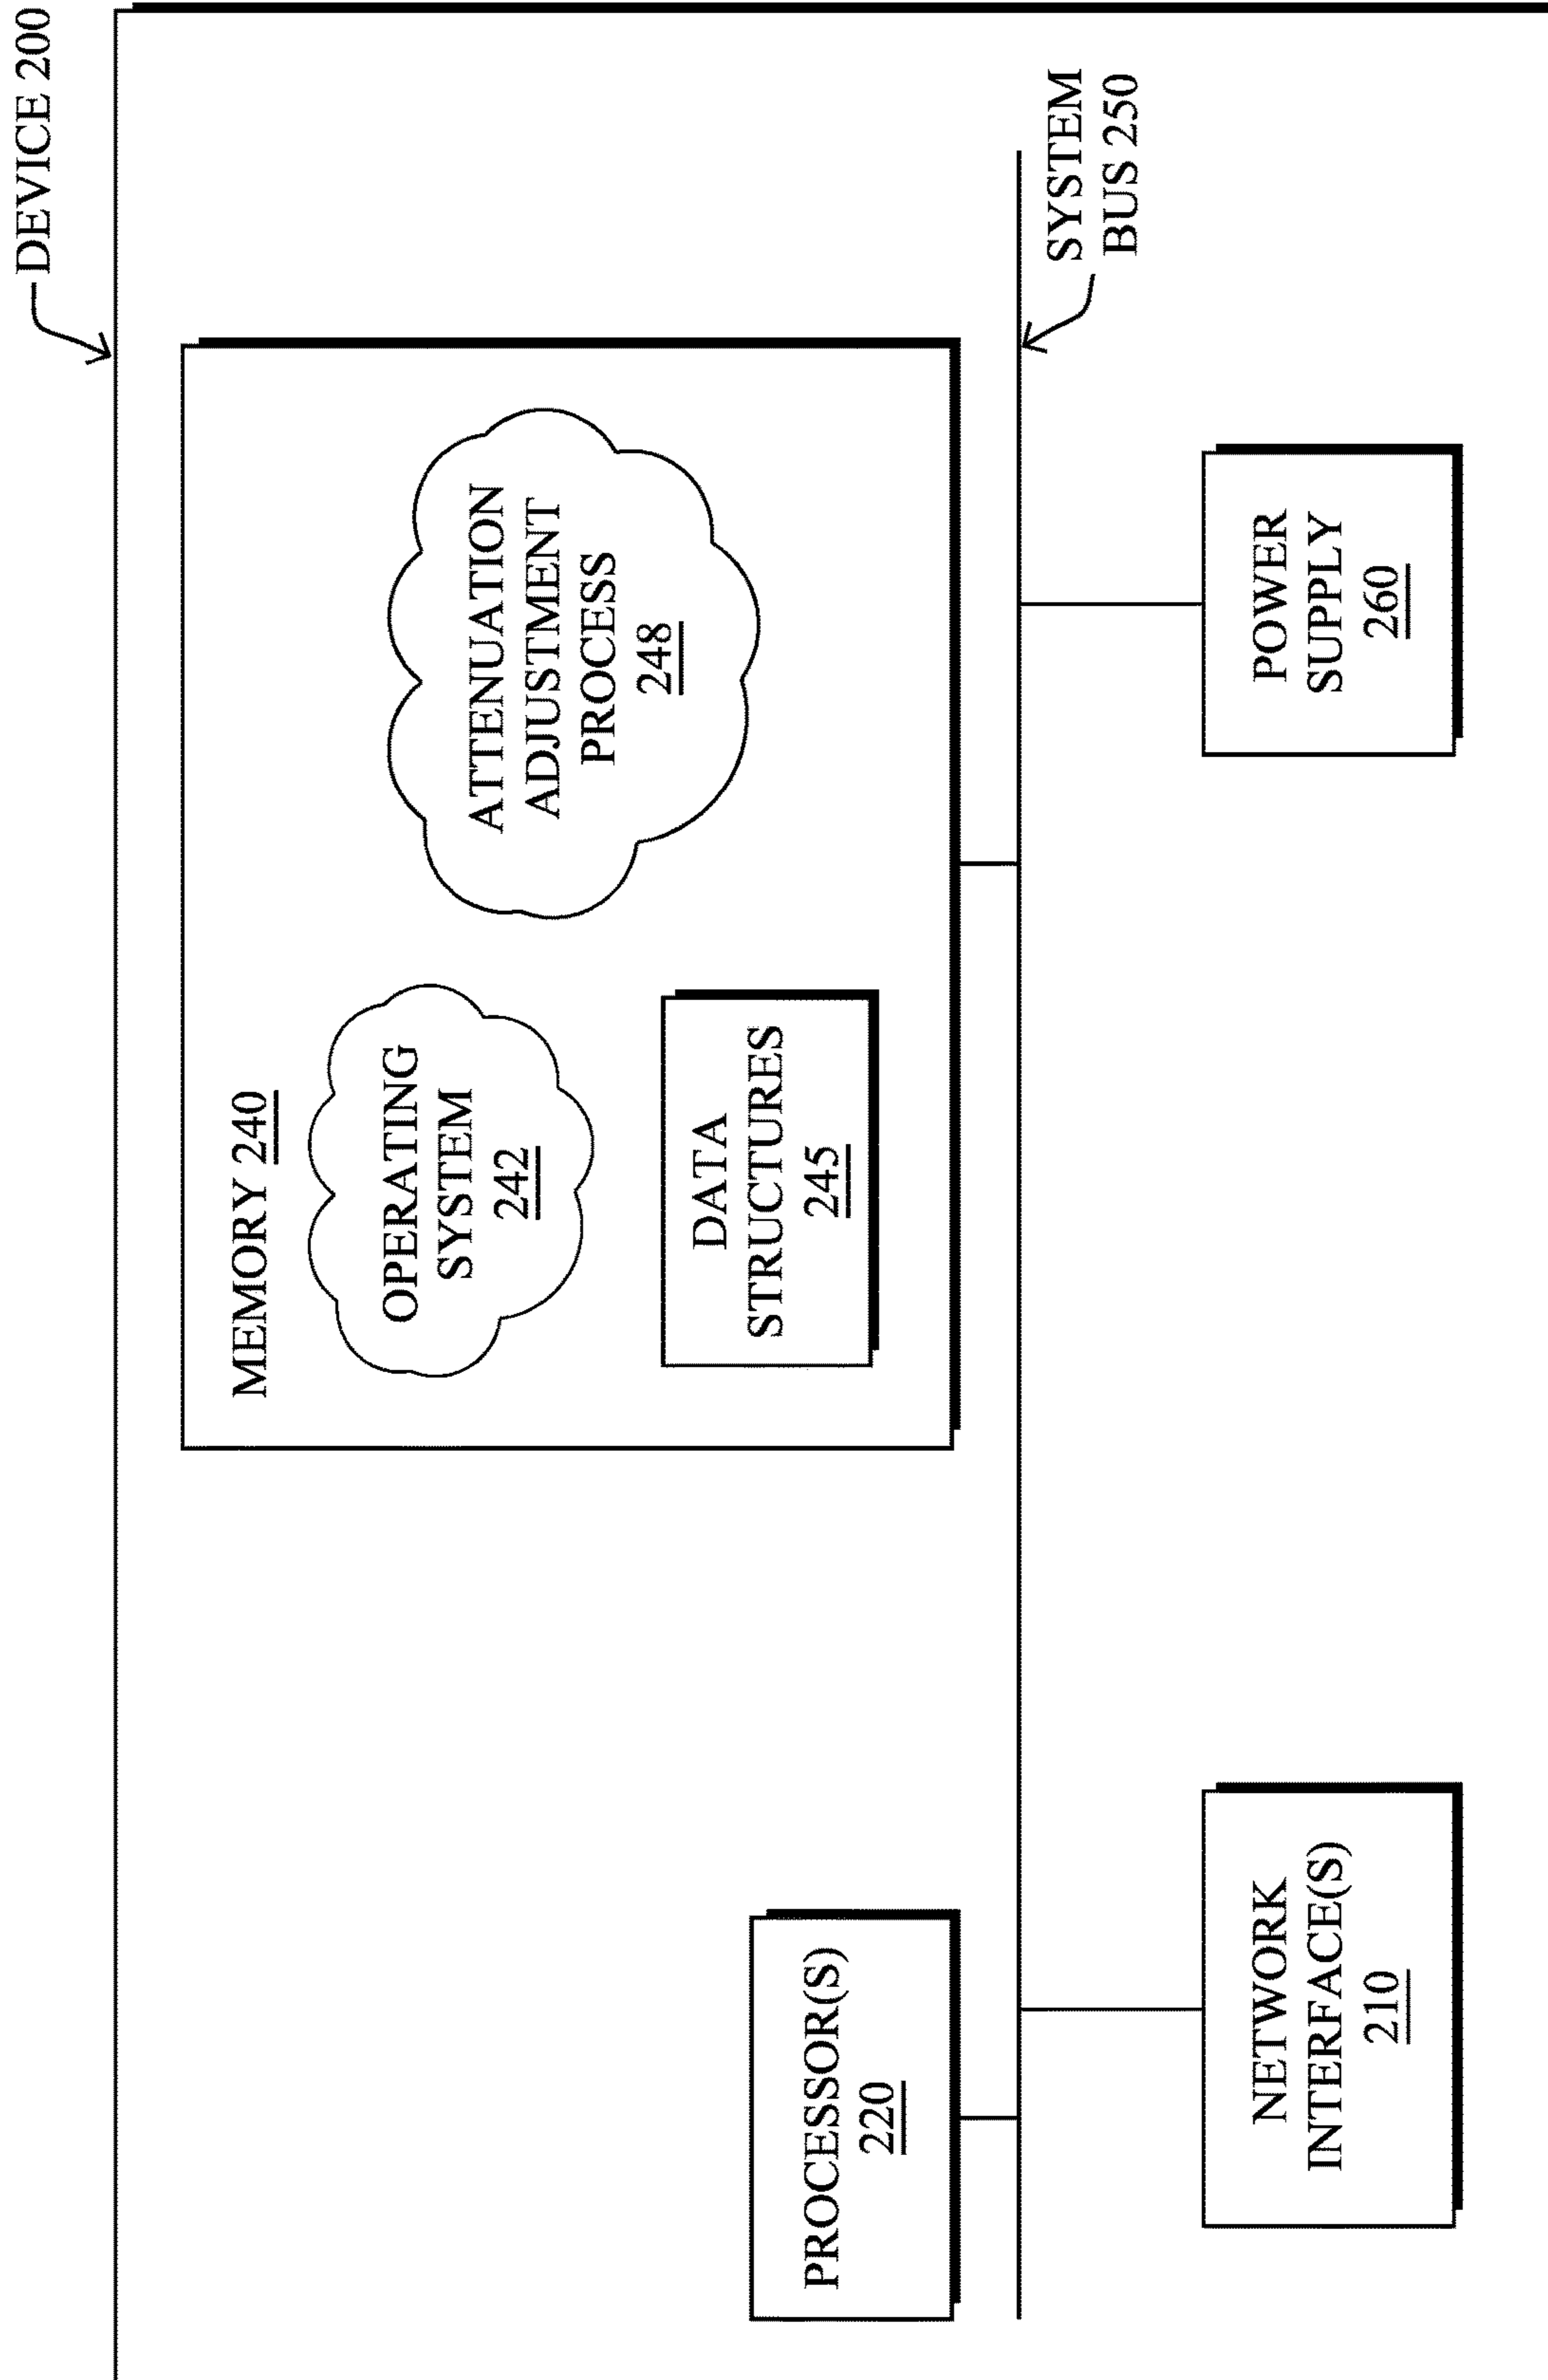 DEVICE 200
MEMORY 240
OPERATING
SYSTEM
242
ATTENUATION
ADJUSTMENT
PROCESS
248
DATA
STRUCTURES
245
PROCESSOR(S)
220
SYSTEM
BUS 250
NETWORK
INTERFACE(S)
210
POWER
SUPPLY
260